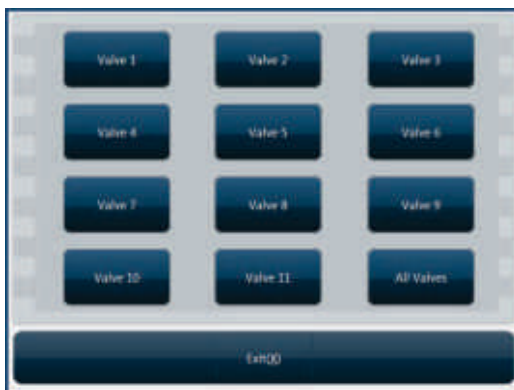 Valve 1 Valve 2 Valve 3
Valve 4 Valve 5 Valve 6
Valve 7 Valve 8 Valve 9
Valve 10 Valve 11 All Valves
Exit()()